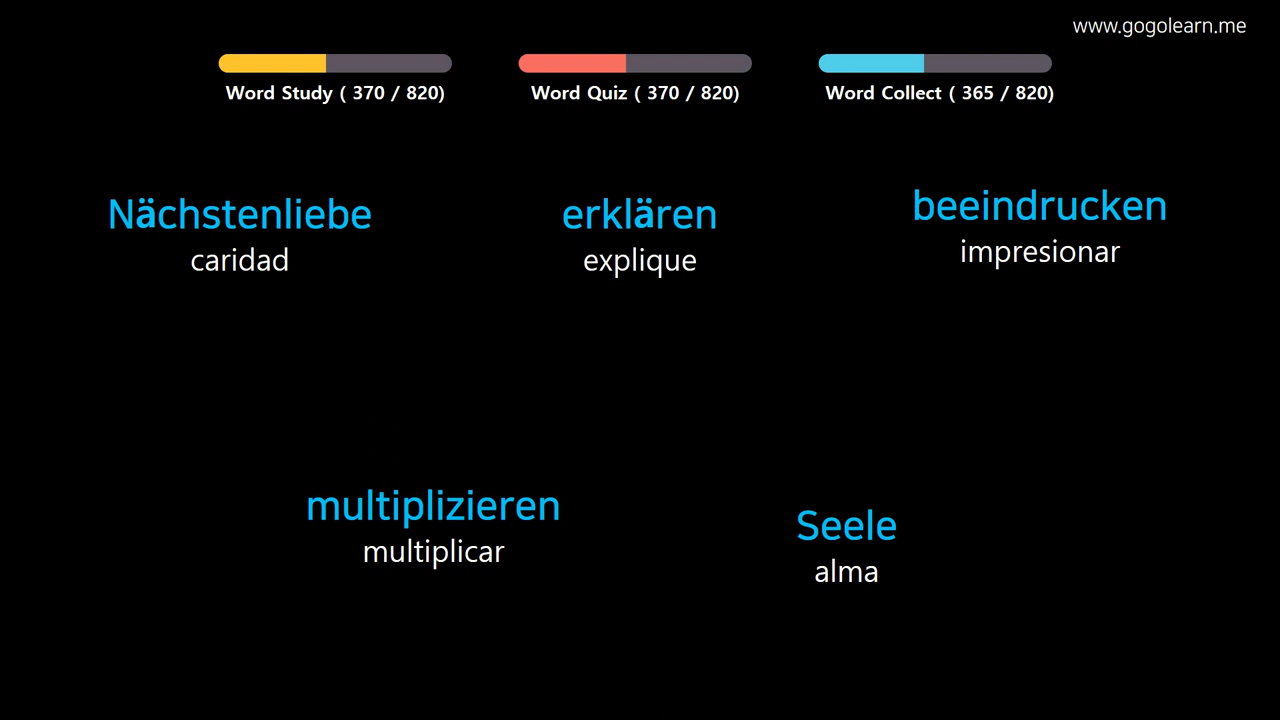 www.gogolearn.me
Word Study ( 370 / 820)
Word Quiz ( 370 / 820)
Word Collect ( 365 / 820)
Nächstenliebe
caridad
erklären
explique
beeindrucken
impresionar
multiplizieren
multiplicar
Seele
alma